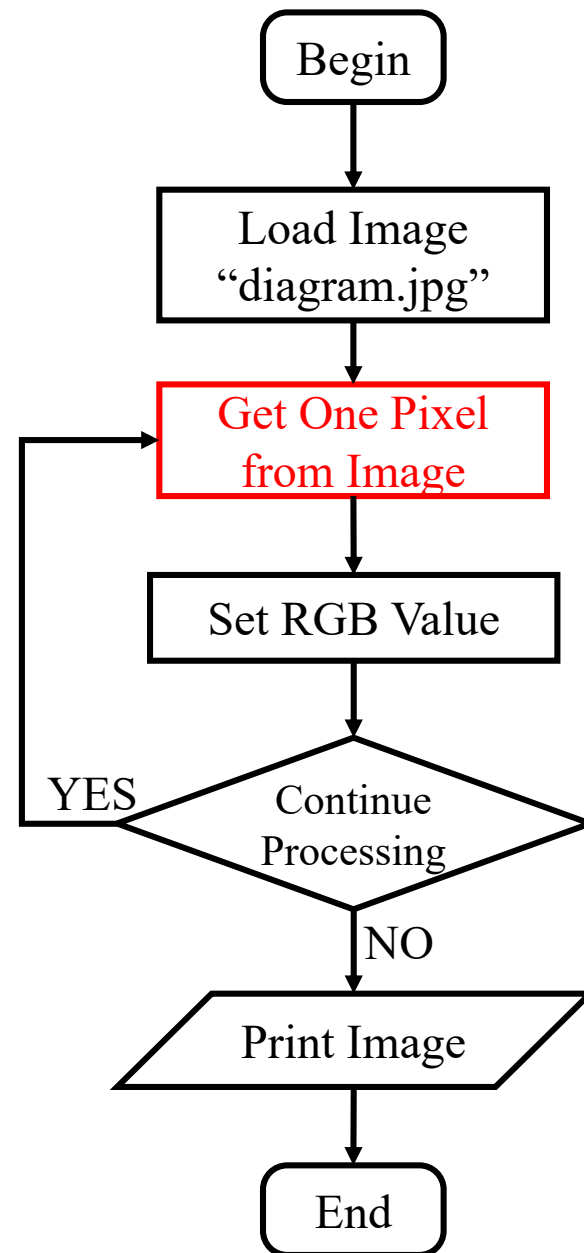 Begin
Load Image
“diagram.jpg”
Get One Pixel
from Image
Set RGB Value
YES
Continue
Processing
NO
Print Image
End